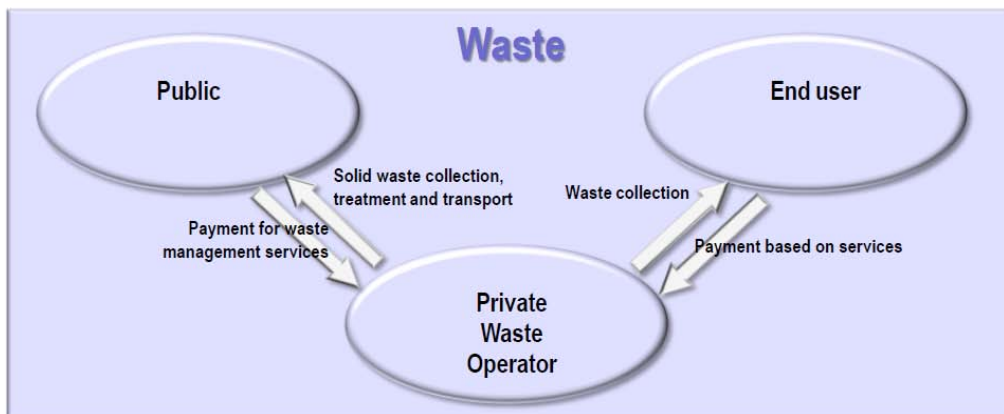 Waste
Public
End user
Solid waste collection,
treatment and transport
Waste collection
Payment for waste
management services
Payment based on services
Private
Waste
Operator